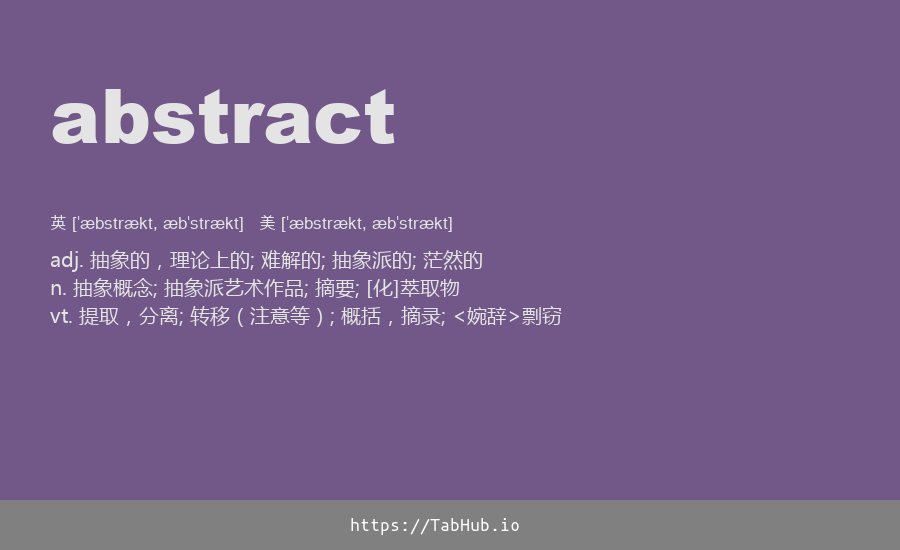 abstract
英 [ˈæbstrækt, æbˈstrækt] 美 [ˈæbstrækt, æbˈstrækt]
adj. 抽象的，理论上的; 难解的; 抽象派的; 茫然的
n. 抽象概念; 抽象派艺术作品; 摘要; [化]萃取物
vt. 提取，分离; 转移（注意等）; 概括，摘录; <婉辞>剽窃
https://TabHub.io